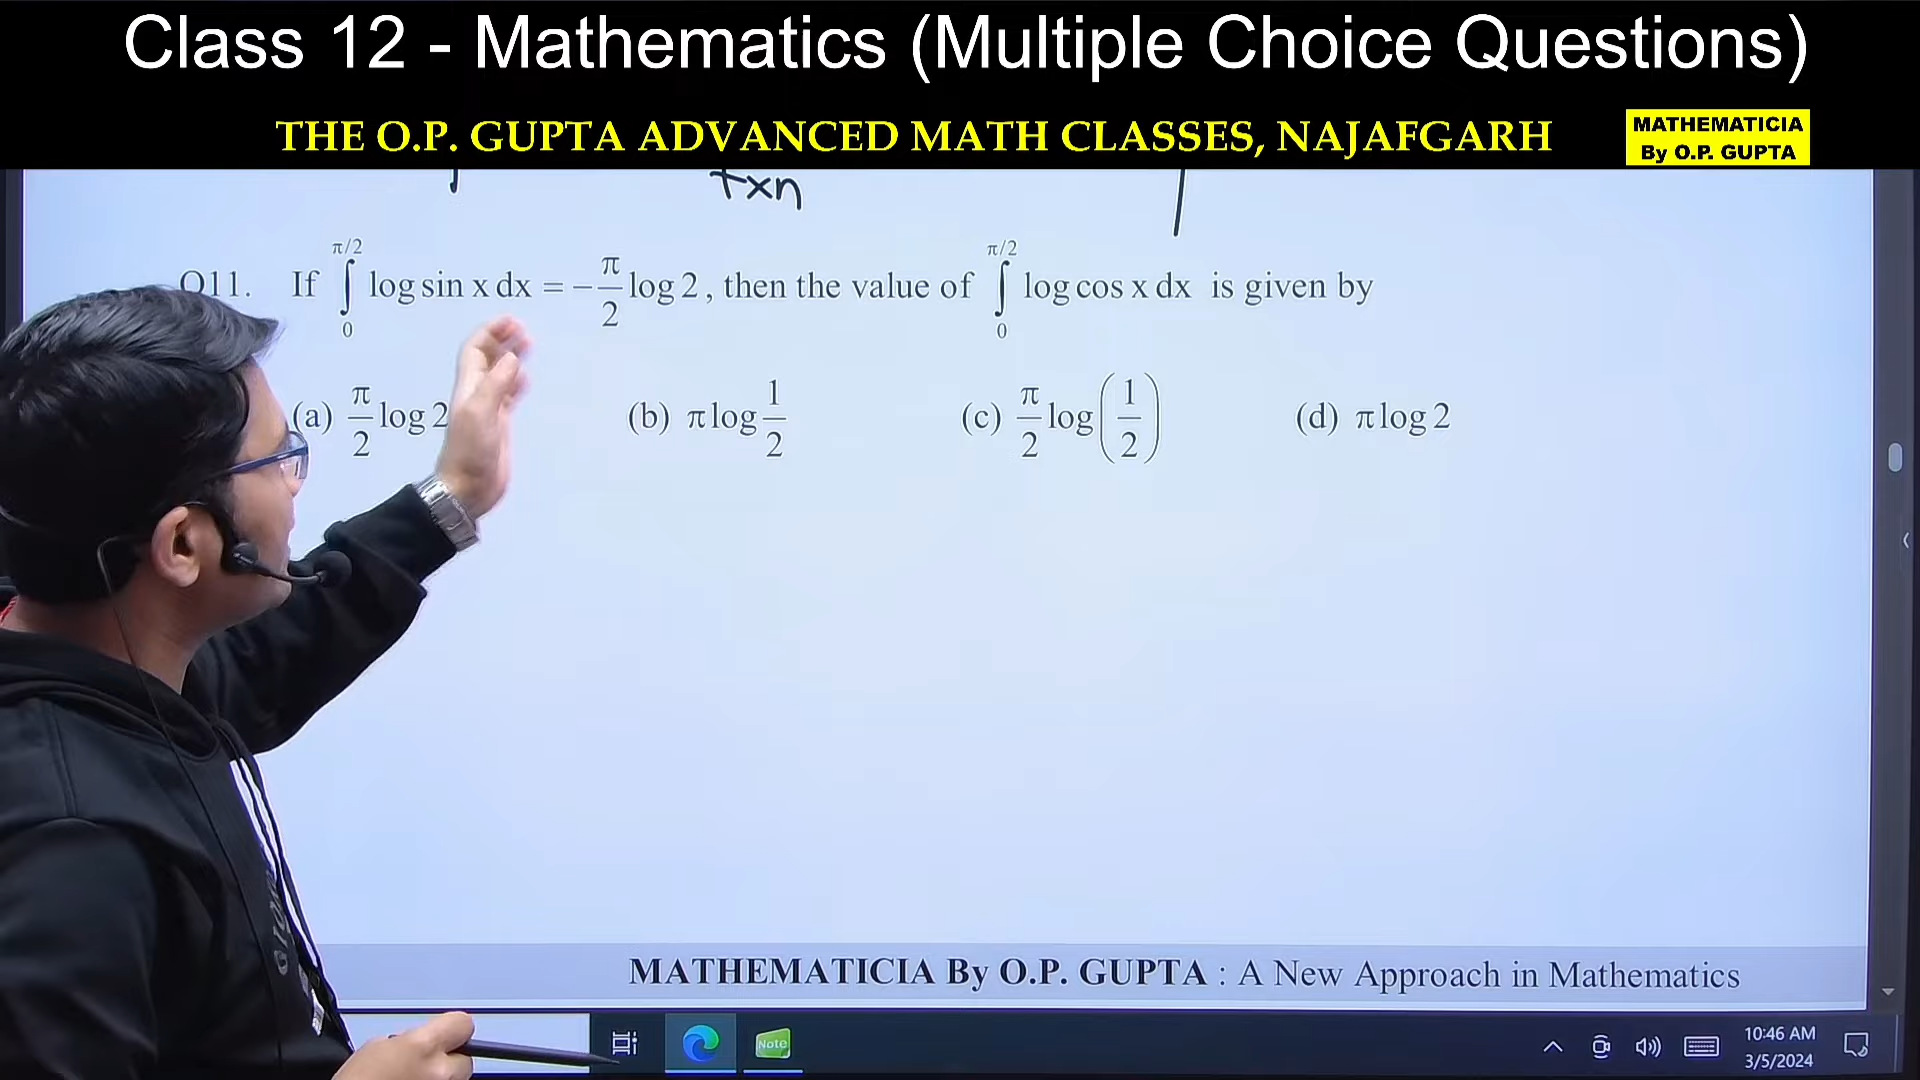 Class 12 - Mathematics (Multiple Choice Questions)
THE O.P. GUPTA ADVANCED MATH CLASSES, NAJAFGARH
MATHEMATICIA
By O.P. GUPTA
7xn
Q11. If ∫₀^{π/2} log sin x dx = −π/2 log 2, then the value of ∫₀^{π/2} log cos x dx is given by
(a) π/2 log 2 (b) π log 1/2 (c) π/2 log(1/2) (d) π log 2
MATHEMATICIA By O.P. GUPTA : A New Approach in Mathematics
Note
10:46 AM
3/5/2024